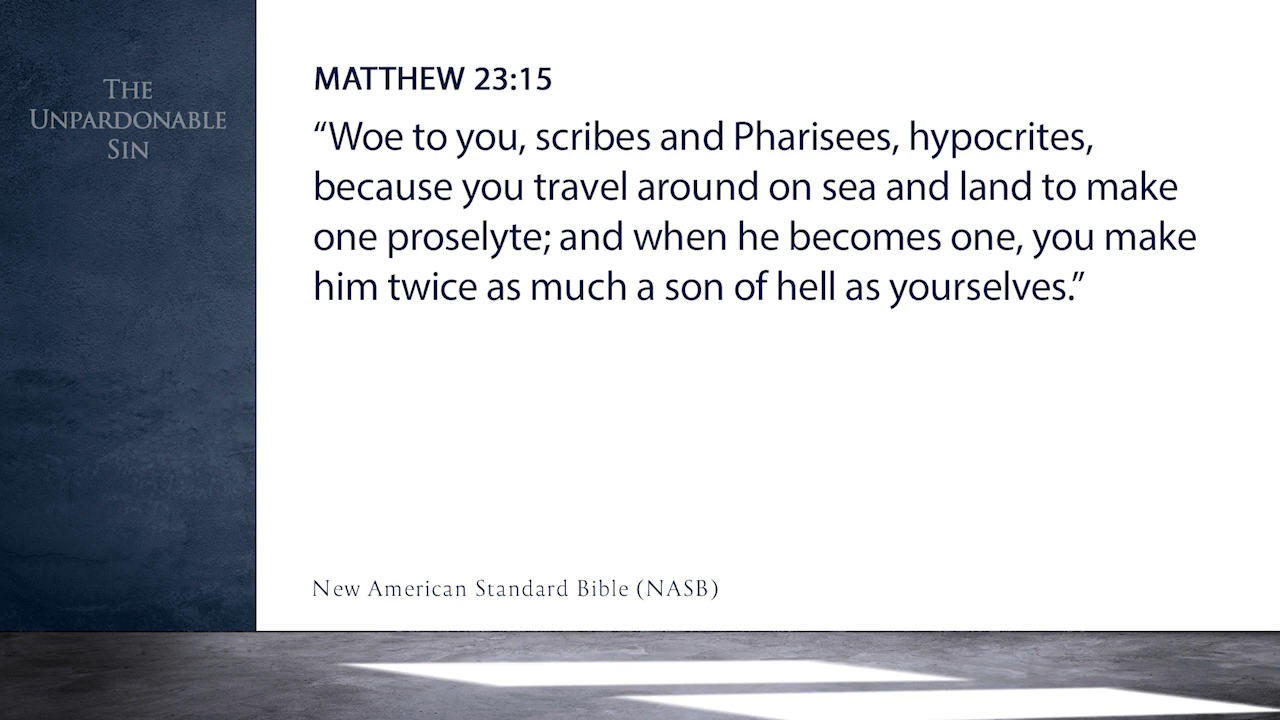 The
Unpardonable
Sin
MATTHEW 23:15
“Woe to you, scribes and Pharisees, hypocrites,
because you travel around on sea and land to make
one proselyte; and when he becomes one, you make
him twice as much a son of hell as yourselves.”
New American Standard Bible (NASB)